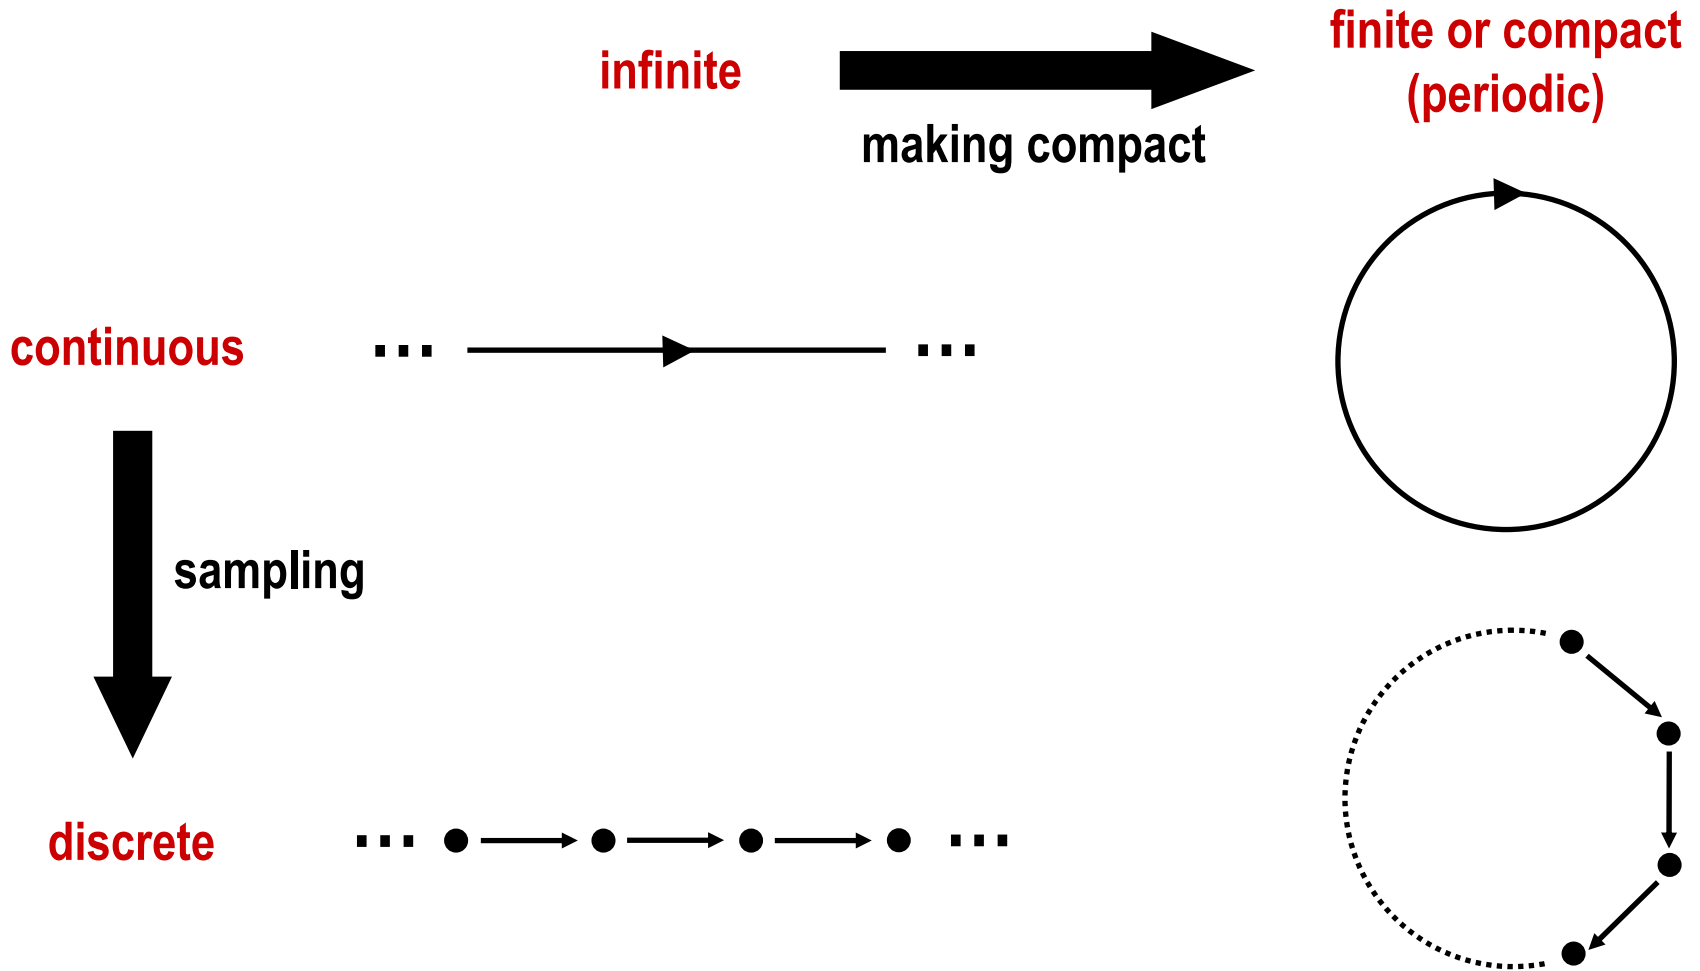 infinite
finite or compact
(periodic)
making compact
continuous
sampling
discrete